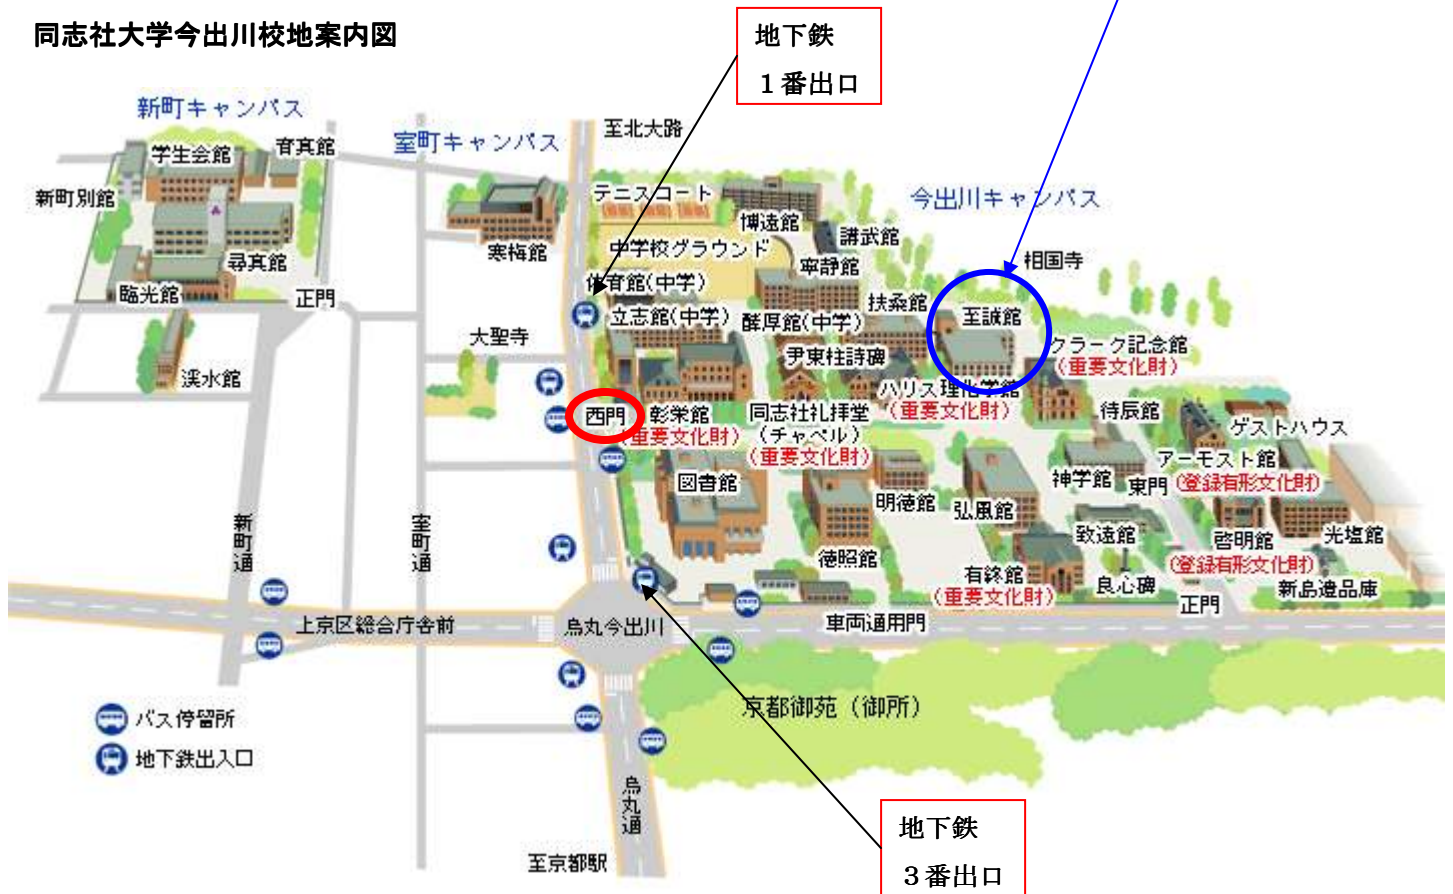 同志社大学今出川校地案内図
地下鉄
１番出口
新町キャンパス
室町キャンパス
至北大路
学生会館
育真館
新町別館
テニスコート
今出川キャンパス
博遠館
寒梅館
中学校グラウンド
講武館
尋真館
寧静館
相国寺
臨光館
正門
体育館(中学)
扶桑館
立志館(中学)
醇厚館(中学)
至誠館
大聖寺
尹東柱詩碑
クラーク記念館
(重要文化財)
渓水館
ハリス理化学館
(重要文化財)
西門
彰栄館
(重要文化財)
同志社礼拝堂
(チャペル)
(重要文化財)
待辰館
ゲストハウス
アーモスト館
(登録有形文化財)
図書館
明徳館
弘風館
神学館
東門
新町通
室町通
徳照館
致遠館
啓明館
(登録有形文化財)
光塩館
有終館
(重要文化財)
良心碑
正門
新島遺品庫
上京区総合庁舎前
烏丸今出川
車両通用門
バス停留所
京都御苑（御所）
地下鉄出入口
烏丸通
至京都駅
地下鉄
３番出口